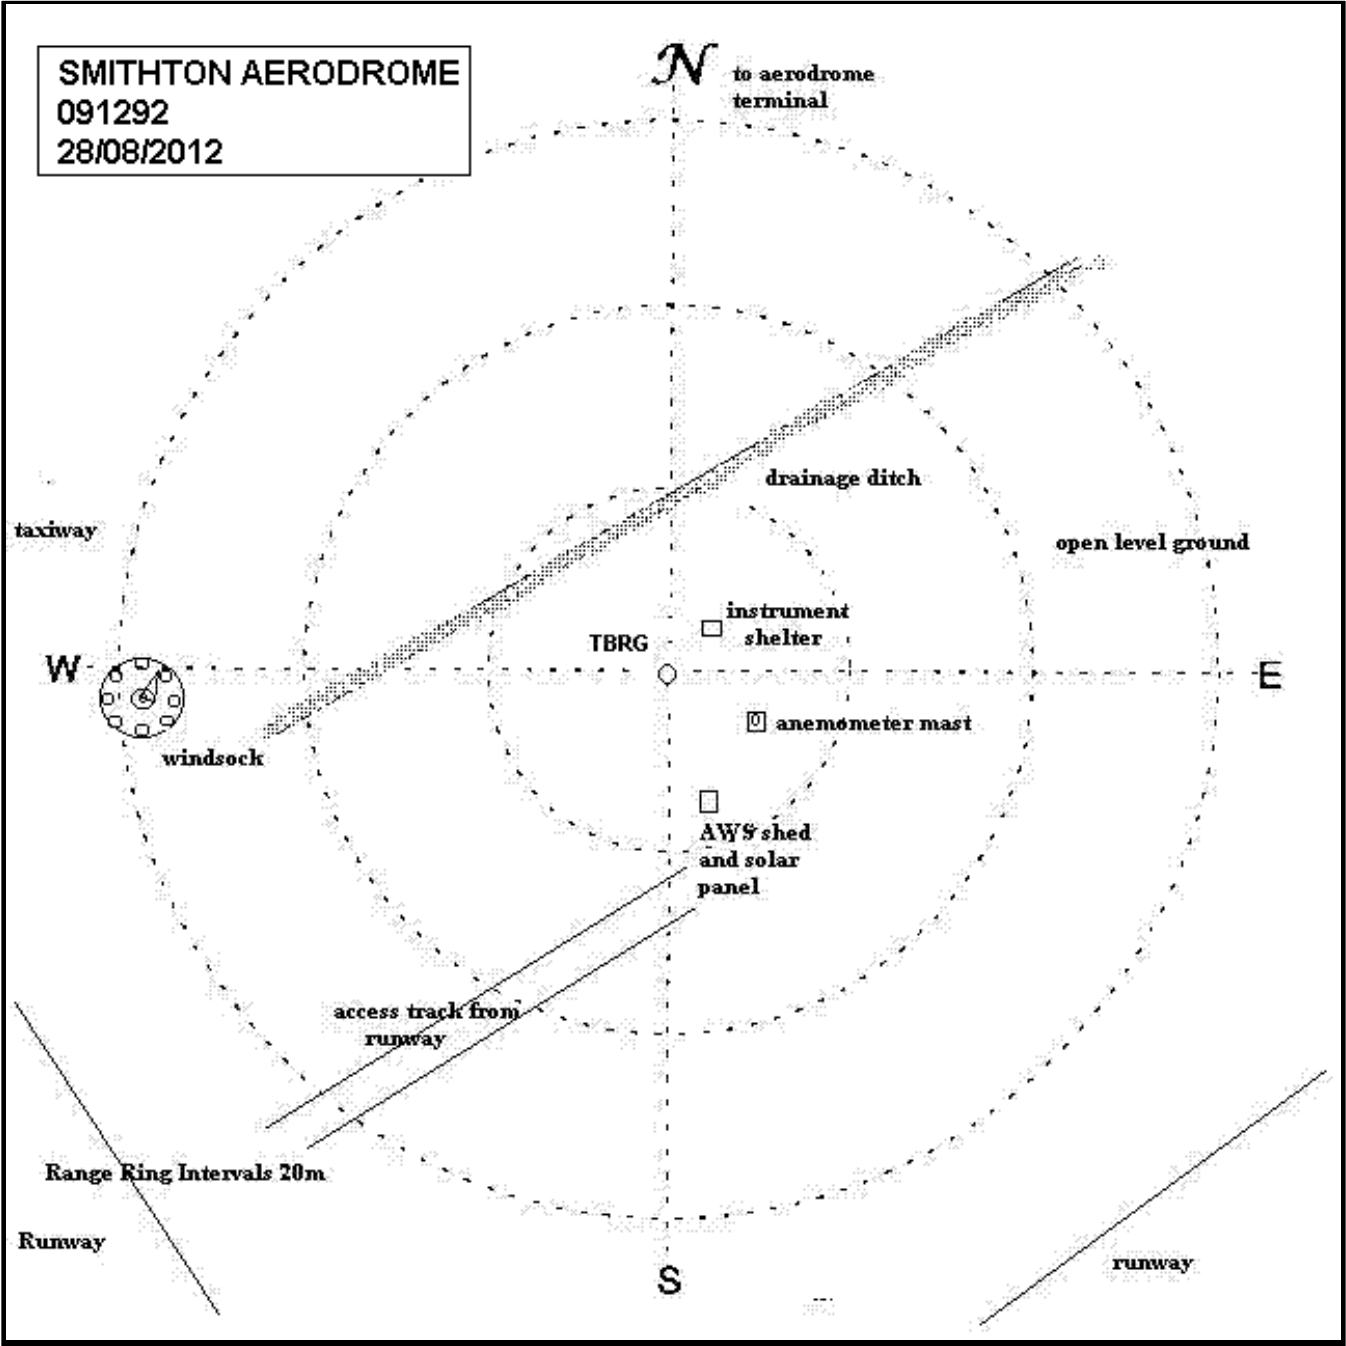 SMITHTON AERODROME
091292
28/08/2012
N
to aerodrome
terminal
drainage ditch
taxiway
open level ground
instrument
shelter
TBRG
W
E
anemometer mast
windsock
AWS shed
and solar
panel
access track from
runway
Range Ring Intervals 20m
Runway
runway
S